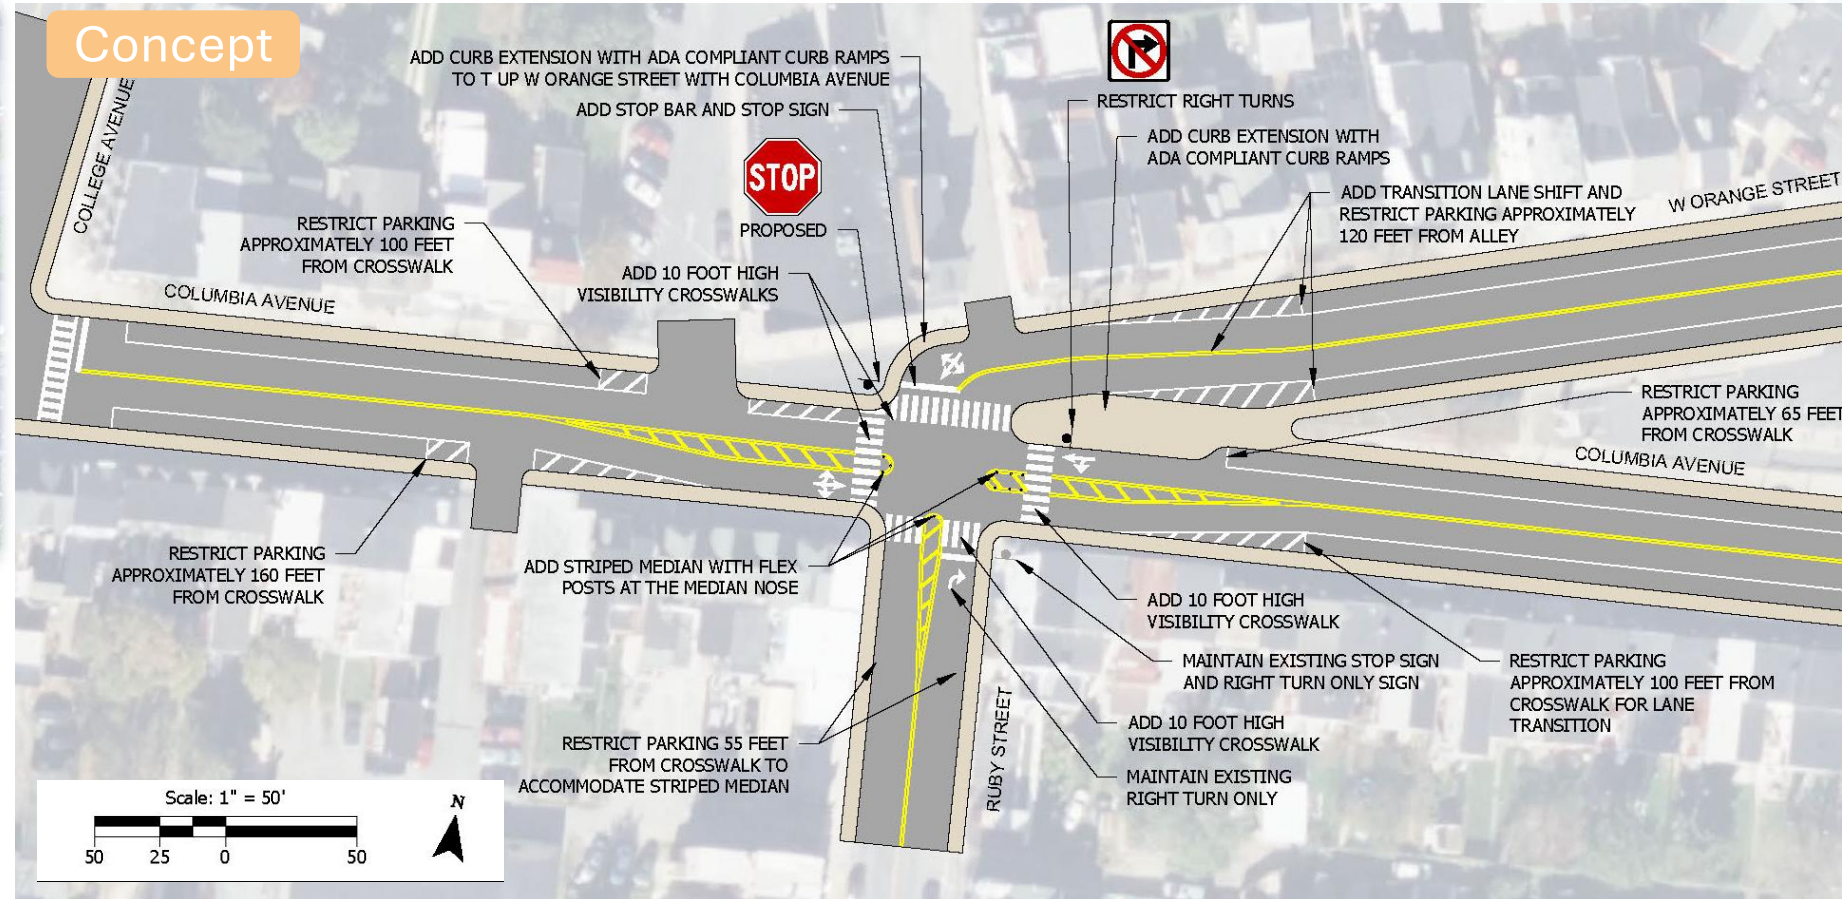 Concept
COLLEGE AVENUE
ADD CURB EXTENSION WITH ADA COMPLIANT CURB RAMPS
TO T UP W ORANGE STREET WITH COLUMBIA AVENUE
ADD STOP BAR AND STOP SIGN
STOP
PROPOSED
RESTRICT RIGHT TURNS
ADD CURB EXTENSION WITH
ADA COMPLIANT CURB RAMPS
ADD TRANSITION LANE SHIFT AND
RESTRICT PARKING APPROXIMATELY
120 FEET FROM ALLEY
W ORANGE STREET
RESTRICT PARKING
APPROXIMATELY 100 FEET
FROM CROSSWALK
ADD 10 FOOT HIGH
VISIBILITY CROSSWALKS
COLUMBIA AVENUE
RESTRICT PARKING
APPROXIMATELY 65 FEET
FROM CROSSWALK
COLUMBIA AVENUE
RESTRICT PARKING
APPROXIMATELY 160 FEET
FROM CROSSWALK
ADD STRIPED MEDIAN WITH FLEX
POSTS AT THE MEDIAN NOSE
ADD 10 FOOT HIGH
VISIBILITY CROSSWALK
MAINTAIN EXISTING STOP SIGN
AND RIGHT TURN ONLY SIGN
RESTRICT PARKING
APPROXIMATELY 100 FEET FROM
CROSSWALK FOR LANE
TRANSITION
RUBY STREET
ADD 10 FOOT HIGH
VISIBILITY CROSSWALK
RESTRICT PARKING 55 FEET
FROM CROSSWALK TO
ACCOMMODATE STRIPED MEDIAN
MAINTAIN EXISTING
RIGHT TURN ONLY
Scale: 1" = 50'
50 25 0 50
N